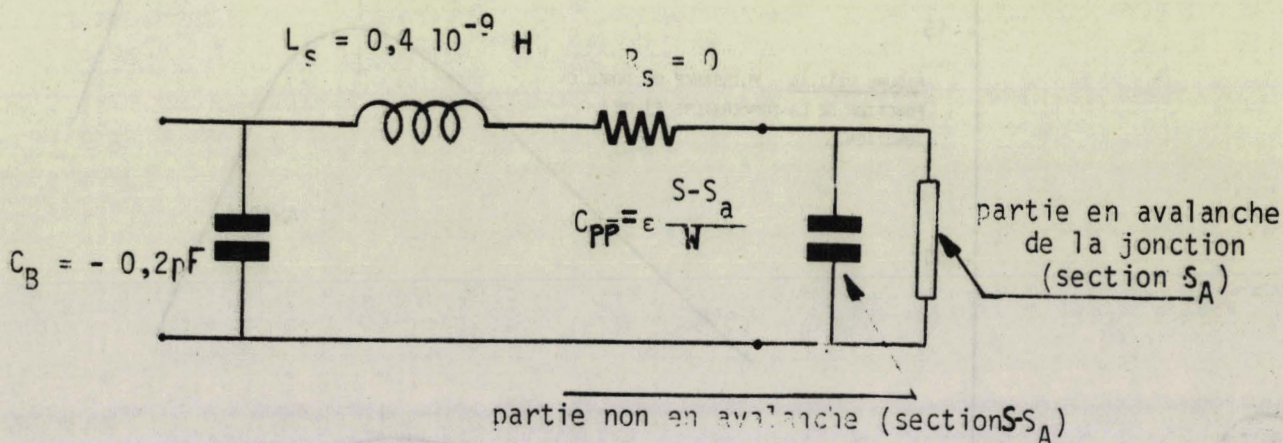 L_s = 0,4 10^-9 H
R_s = 0
C_B = - 0,2pF
C_PP̄ = ε (S-S_a)/W
partie en avalanche
de la jonction
(section S_A)
partie non en avalanche (section S-S_A)